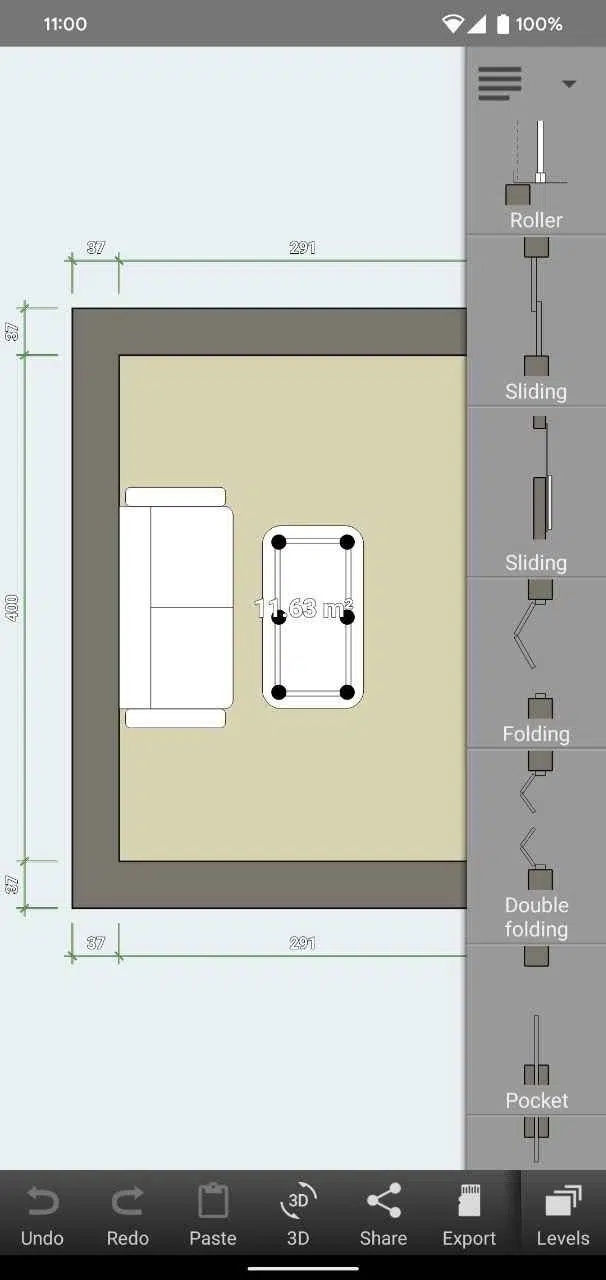 11:00
100%
Roller
37
291
37
Sliding
Sliding
400
11.63 m²
Folding
Double
folding
37
37
291
Pocket
Undo
Redo
Paste
3D
3D
Share
Export
Levels